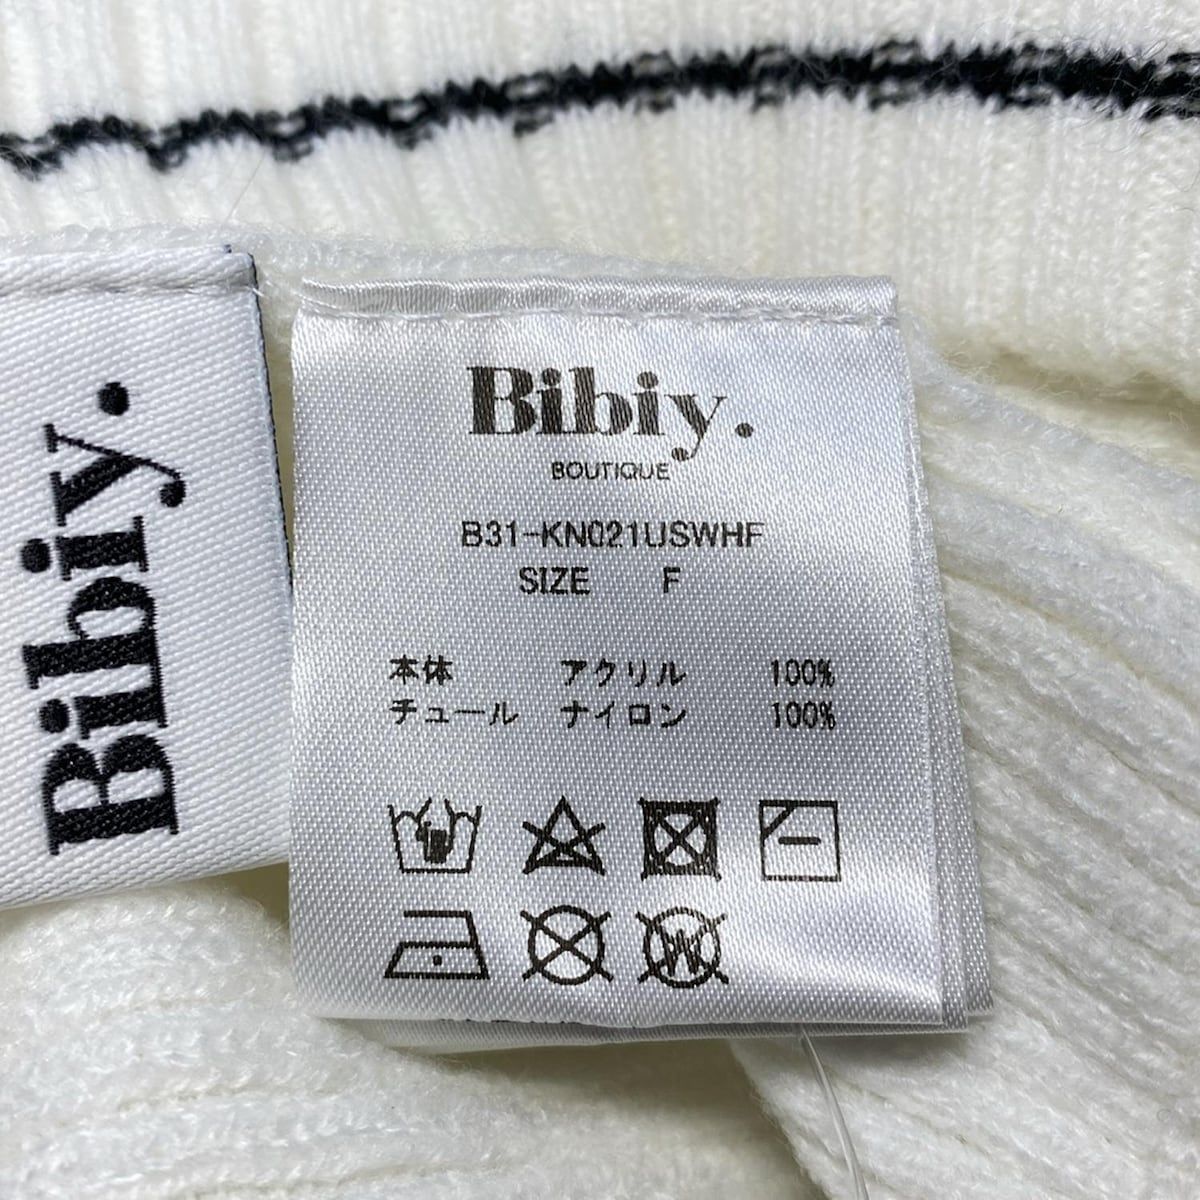 Bibiy.
Bibiy.
BOUTIQUE
B31-KN021USWHF
SIZE F
本体 アクリル 100%
チュール ナイロン 100%
W